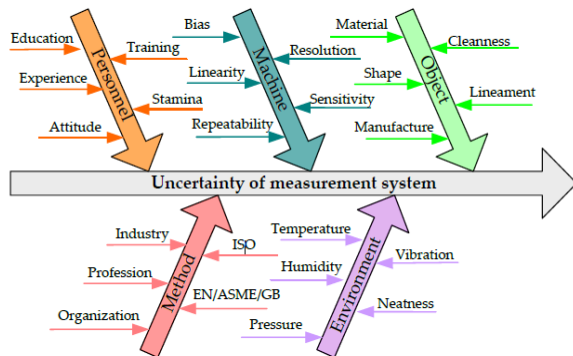 Education
Training
Personnel
Experience
Stamina
Attitude
Bias
Resolution
Machine
Linearity
Sensitivity
Repeatability
Material
Cleanness
Object
Shape
Lineament
Manufacture
Uncertainty of measurement system
Industry
ISO
Method
Profession
EN/ASME/GB
Organization
Temperature
Vibration
Environment
Humidity
Neatness
Pressure